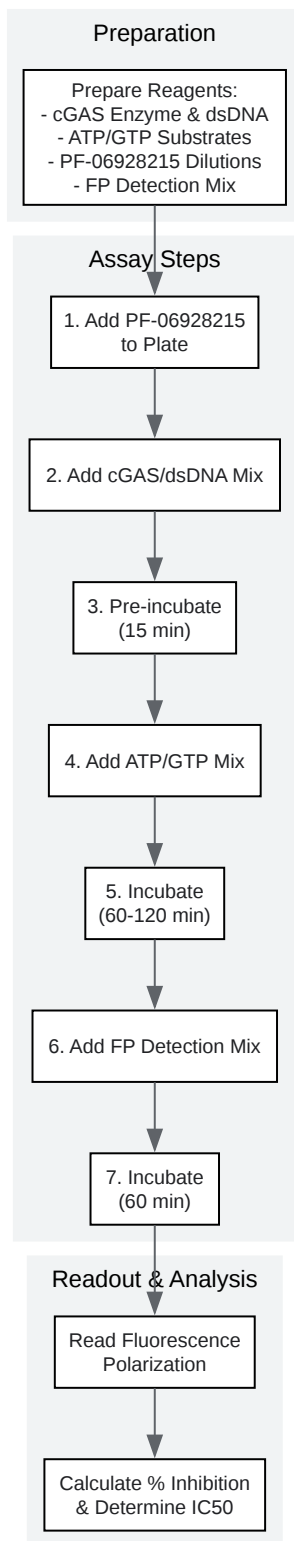 Preparation
Prepare Reagents:
- cGAS Enzyme & dsDNA
- ATP/GTP Substrates
- PF-06928215 Dilutions
- FP Detection Mix
Assay Steps
1. Add PF-06928215
to Plate
2. Add cGAS/dsDNA Mix
3. Pre-incubate
(15 min)
4. Add ATP/GTP Mix
5. Incubate
(60-120 min)
6. Add FP Detection Mix
7. Incubate
(60 min)
Readout & Analysis
Read Fluorescence
Polarization
Calculate % Inhibition
& Determine IC50